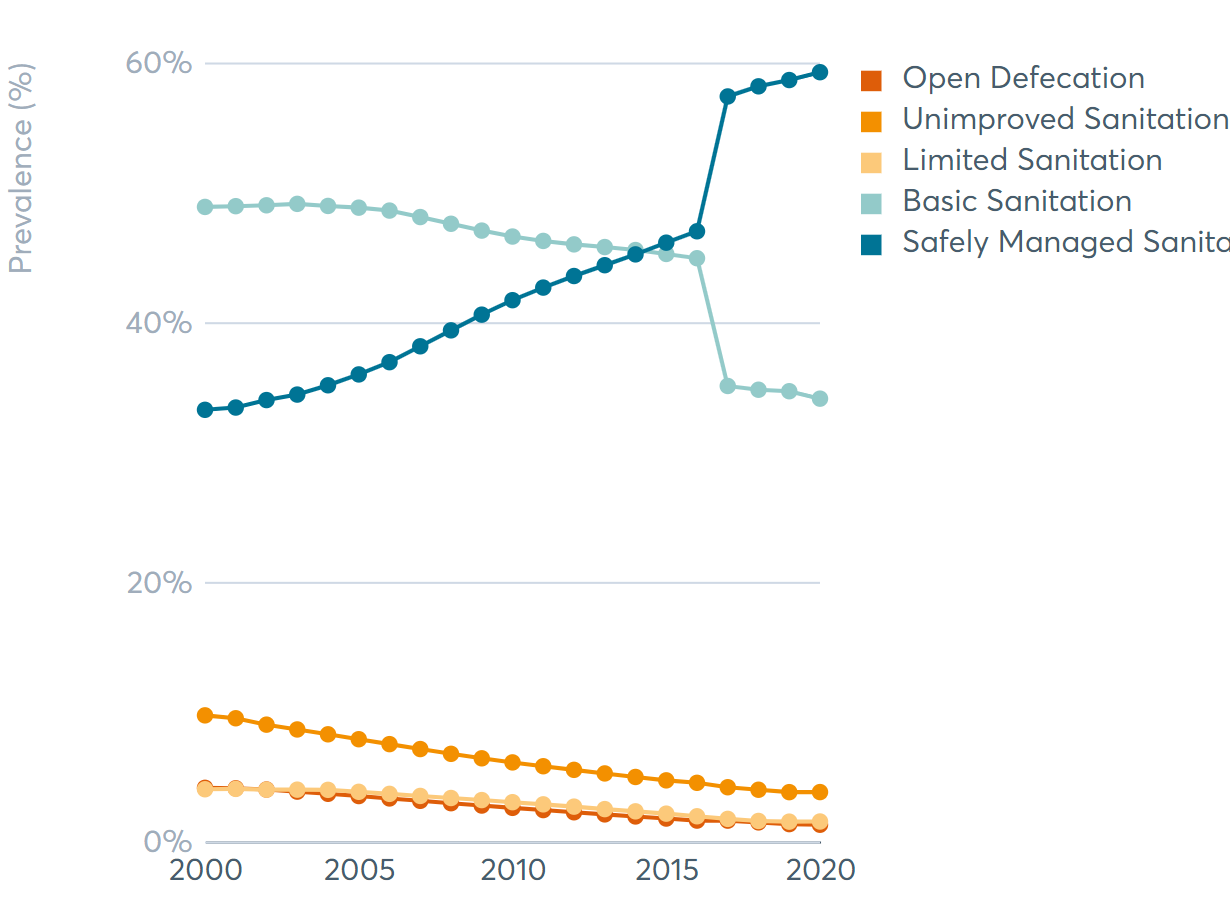 Prevalence (%)
60%
40%
20%
0%
2000 2005 2010 2015 2020
Open Defecation
Unimproved Sanitation
Limited Sanitation
Basic Sanitation
Safely Managed Sanita